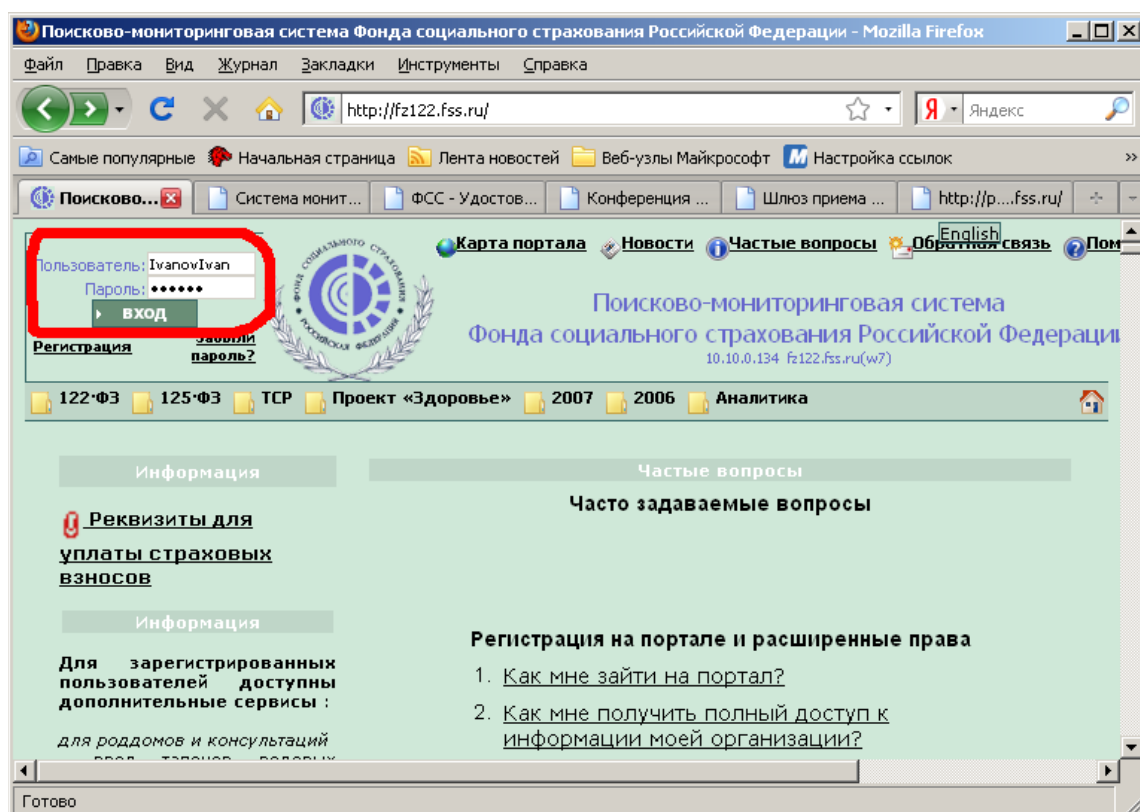 Поисково-мониторинговая система Фонда социального страхования Российской Федерации - Mozilla Firefox
Файл Правка Вид Журнал Закладки Инструменты Справка
http://fz122.fss.ru/ Яндекс
Самые популярные Начальная страница Лента новостей Веб-узлы Майкрософт Настройка ссылок »
Поисково... Система монит... ФСС - Удостов... Конференция ... Шлюз приема ... http://p....fss.ru/
English
Карта портала Новости Частые вопросы Обратная связь Пом
Пользователь: IvanovIvan
Пароль: ••••••
вход
Регистрация Забыли пароль?
ФОНД СОЦИАЛЬНОГО СТРАХОВАНИЯ РОССИЙСКАЯ ФЕДЕРАЦИЯ
Поисково-мониторинговая система
Фонда социального страхования Российской Федерации
10.10.0.134 fz122.fss.ru(w7)
122-ФЗ 125-ФЗ ТСР Проект «Здоровье» 2007 2006 Аналитика
Информация
Реквизиты для
уплаты страховых
взносов
Информация
Для зарегистрированных
пользователей доступны
дополнительные сервисы :
для роддомов и консультаций
Частые вопросы
Часто задаваемые вопросы
Регистрация на портале и расширенные права
1. Как мне зайти на портал?
2. Как мне получить полный доступ к
информации моей организации?
Готово